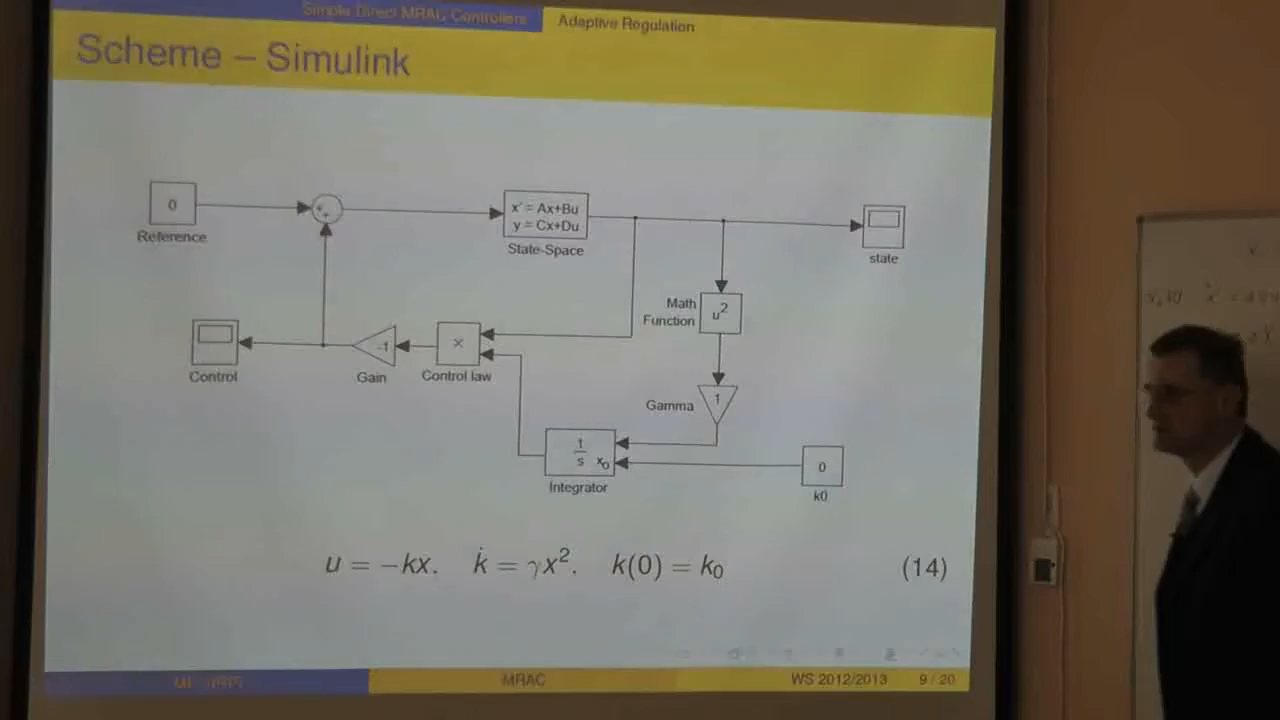 Simple Direct MRAC Controllers
Adaptive Regulation
Scheme – Simulink
0
Reference
x' = Ax+Bu
y = Cx+Du
State-Space
state
Math
Function
u²
Control
-1
Gain
×
Control law
Gamma
1
1
s
x₀
Integrator
0
k0
u = −kx.   k̇ = γx².   k(0) = k₀
(14)
MRAC
WS 2012/2013
9 / 20